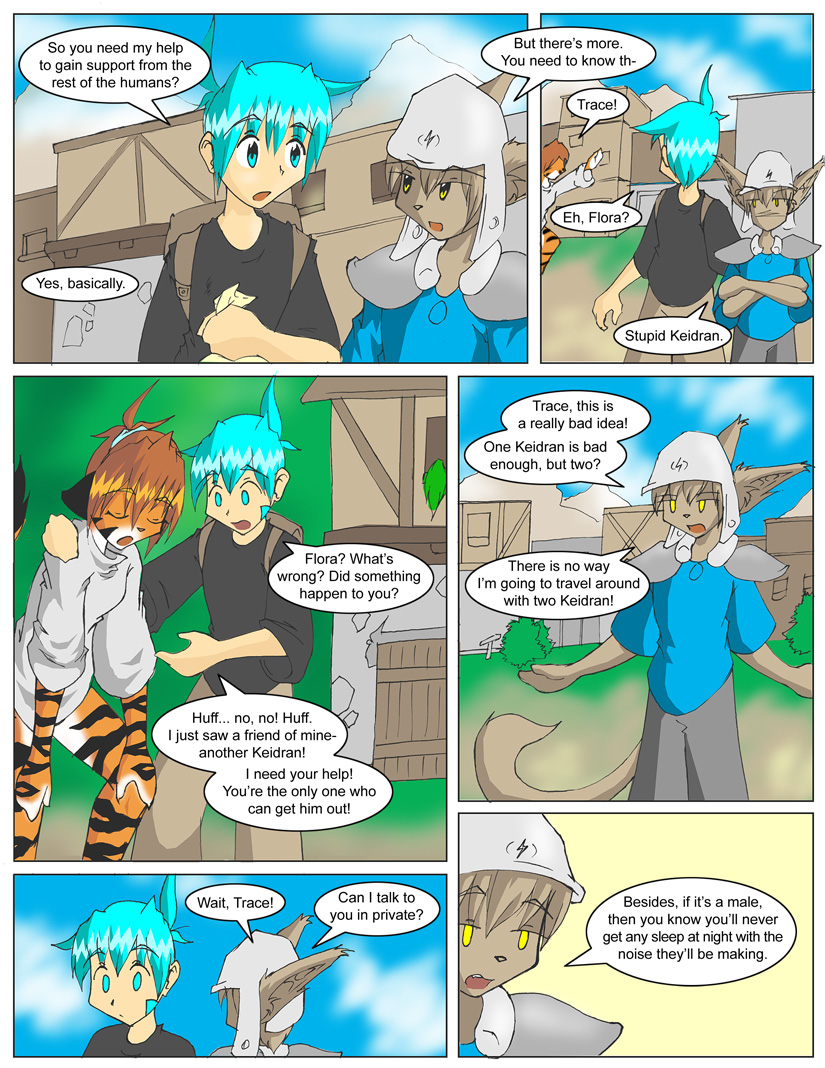 So you need my help
to gain support from the
rest of the humans?
Yes, basically.
But there's more.
You need to know th-
Trace!
Eh, Flora?
Stupid Keidran.
Flora? What's
wrong? Did something
happen to you?
Huff... no, no! Huff.
I just saw a friend of mine-
another Keidran!
I need your help!
You're the only one who
can get him out!
Trace, this is
a really bad idea!
One Keidran is bad
enough, but two?
There is no way
I'm going to travel around
with two Keidran!
Wait, Trace!
Can I talk to
you in private?
Besides, if it's a male,
then you know you'll never
get any sleep at night with the
noise they'll be making.